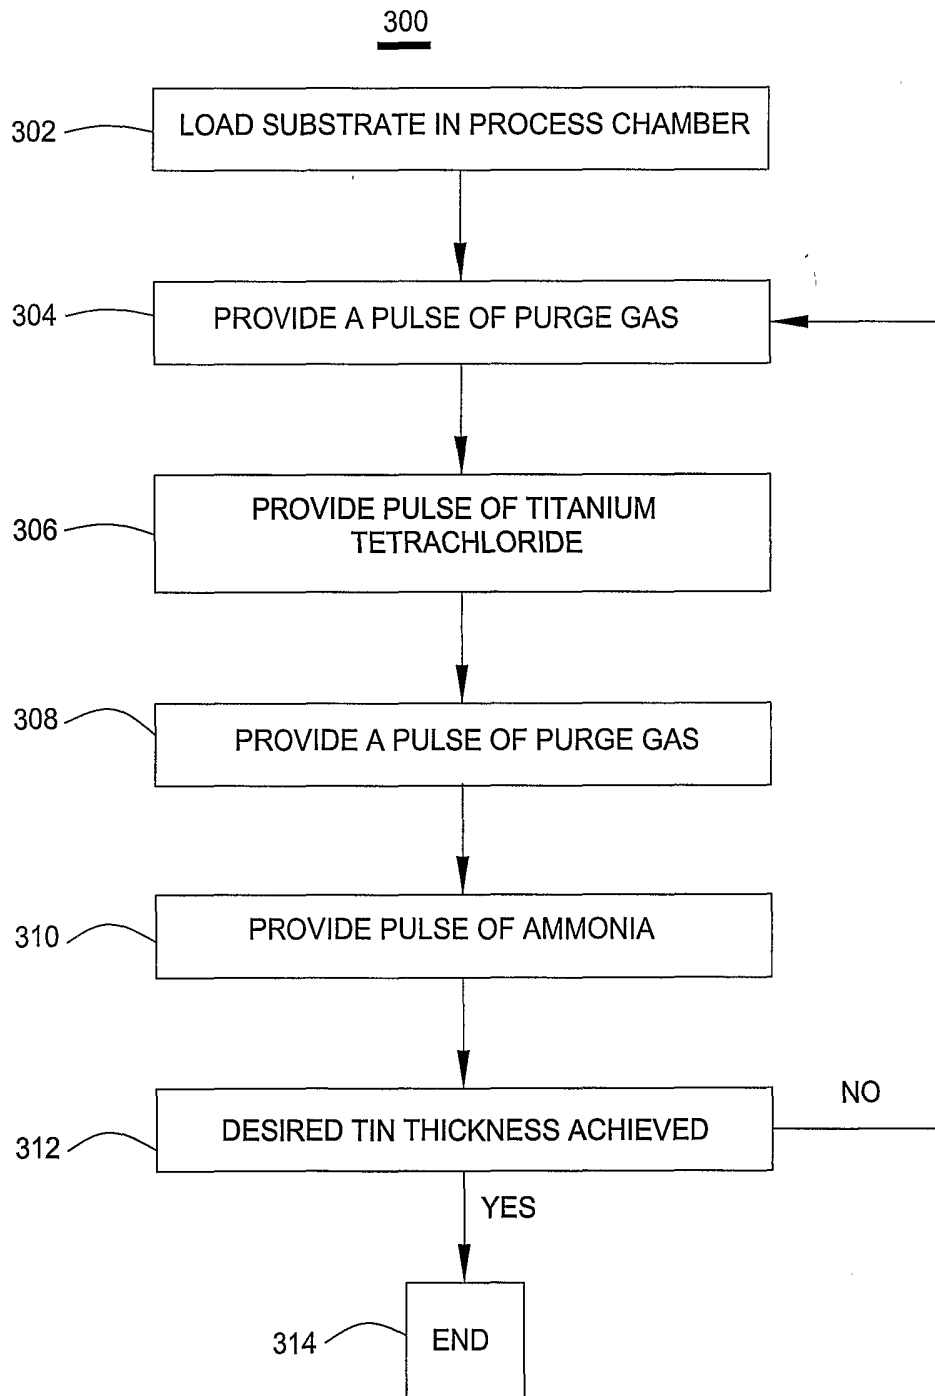 300
302
LOAD SUBSTRATE IN PROCESS CHAMBER
304
PROVIDE A PULSE OF PURGE GAS
306
PROVIDE PULSE OF TITANIUM
TETRACHLORIDE
308
PROVIDE A PULSE OF PURGE GAS
310
PROVIDE PULSE OF AMMONIA
312
DESIRED TIN THICKNESS ACHIEVED
NO
YES
314
END